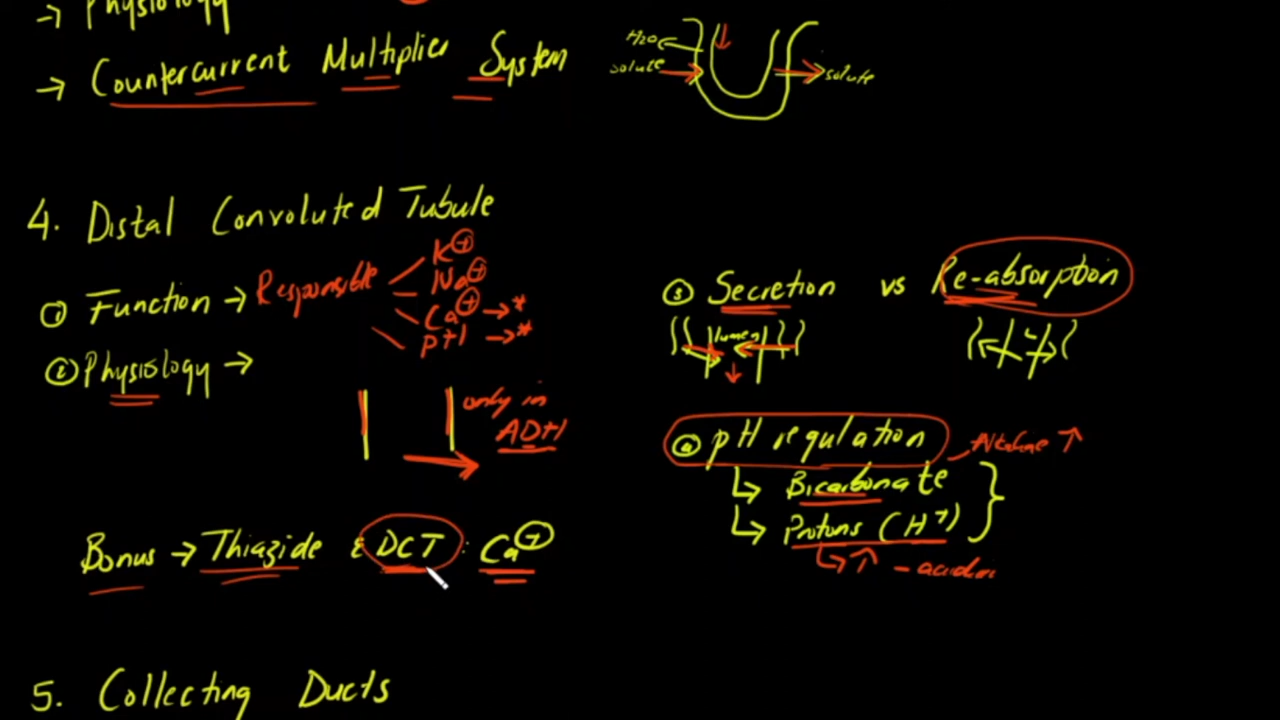 → Physiology
→ Countercurrent Multiplier System
H2O
solute
solute
4. Distal Convoluted Tubule
① Function → Responsible
K+
Na+
Ca+ → *
pH → *
② Physiology →
only in
ADH
Bonus → Thiazide & DCT : Ca+
③ Secretion vs Re-absorption
lumen
④ pH regulation
Alkaline ↑
↳ Bicarbonate
↳ Protons (H+)
↳ ↑ -
5. Collecting Ducts